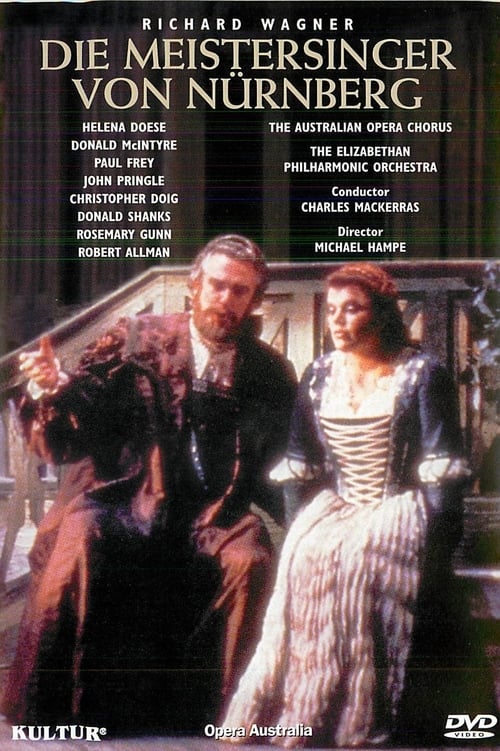 RICHARD WAGNER
DIE MEISTERSINGER
VON NÜRNBERG
HELENA DOESE
DONALD McINTYRE
PAUL FREY
JOHN PRINGLE
CHRISTOPHER DOIG
DONALD SHANKS
ROSEMARY GUNN
ROBERT ALLMAN
THE AUSTRALIAN OPERA CHORUS
THE ELIZABETHAN
PHILHARMONIC ORCHESTRA
Conductor
CHARLES MACKERRAS
Director
MICHAEL HAMPE
KULTUR®
Opera Australia
DVD
VIDEO